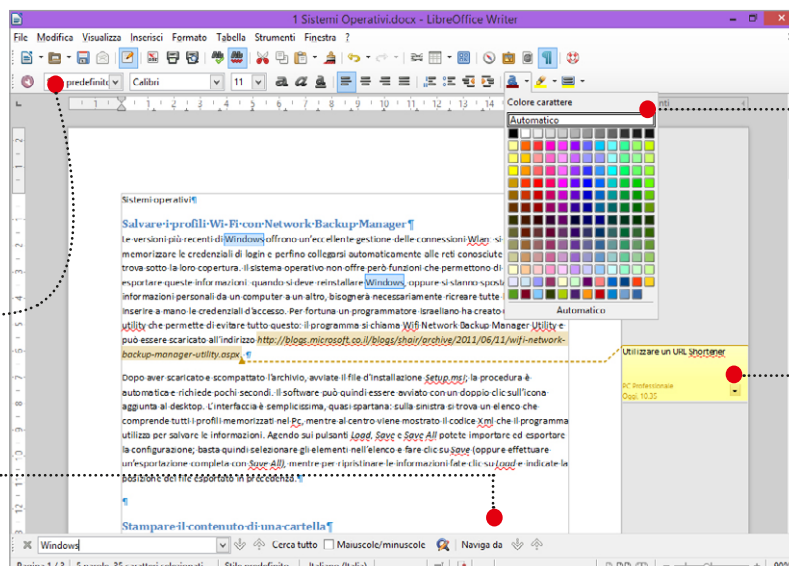 1 Sistemi Operativi.docx - LibreOffice Writer
File Modifica Visualizza Inserisci Formato Tabella Strumenti Finestra ?
predefinito Calibri 11
Colore carattere
Automatico
Automatico
Sistemi operativi¶
Salvare i profili Wi-Fi con Network Backup Manager¶
Le versioni più recenti di Windows offrono un'eccellente gestione delle connessioni Wlan: si
memorizzare le credenziali di login e perfino collegarsi automaticamente alle reti conosciute
trova sotto la loro copertura. Il sistema operativo non offre però funzioni che permettono di
esportare queste informazioni: quando si deve reinstallare Windows, oppure si stanno
informazioni personali da un computer a un altro, bisognerà necessariamente ricreare tutte
inserire a mano le credenziali d'accesso. Per fortuna un programmatore israeliano ha creato
utility che permette di evitare tutto questo: il programma si chiama Wifi Network Backup Manager Utility e
può essere scaricato all'indirizzo http://blogs.microsoft.co.il/blogs/shair/archive/2011/06/11/wifi-network-
backup-manager-utility.aspx. ¶
Utilizzare un URL Shortener
PC Professionale
Oggi, 10.35
Dopo aver scaricato e scompattato l'archivio, avviate il file d'installazione Setup.msi; la procedura è
automatica e richiede pochi secondi. Il software può quindi essere avviato con un doppio clic sull'icona
aggiunta al desktop. L'interfaccia è semplicissima, quasi spartana: sulla sinistra si trova un elenco che
comprende tutti i profili memorizzati nel Pc, mentre al centro viene mostrato il codice Xml che il programma
utilizza per salvare le informazioni. Agendo sui pulsanti Load, Save e Save All potete importare ed esportare
la configurazione; basta quindi selezionare gli elementi nell'elenco e fare clic su Save (oppure effettuare
un'esportazione completa con Save All), mentre per ripristinare le informazioni fate clic su Load e indicate la
posizione del file esportato in precedenza.¶
¶
Stampare il contenuto di una cartella¶
Windows Cerca tutto Maiuscole/minuscole Naviga da